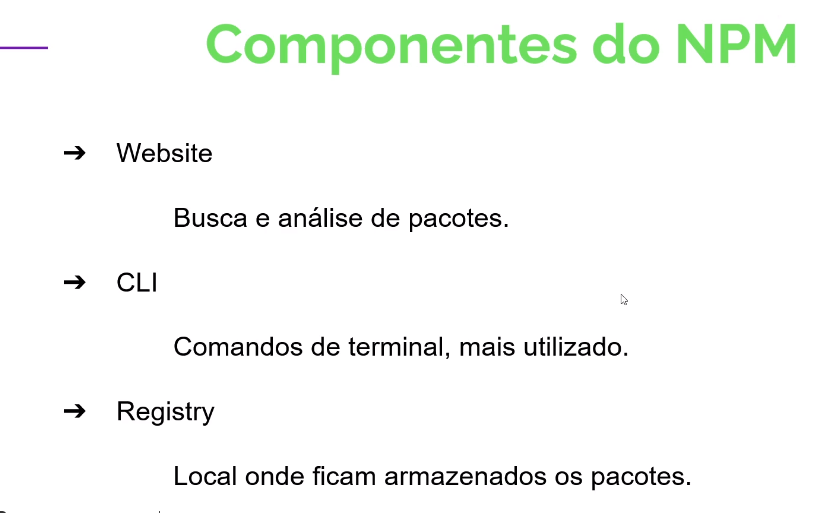 Componentes do NPM
➔ Website
Busca e análise de pacotes.
➔ CLI
Comandos de terminal, mais utilizado.
➔ Registry
Local onde ficam armazenados os pacotes.